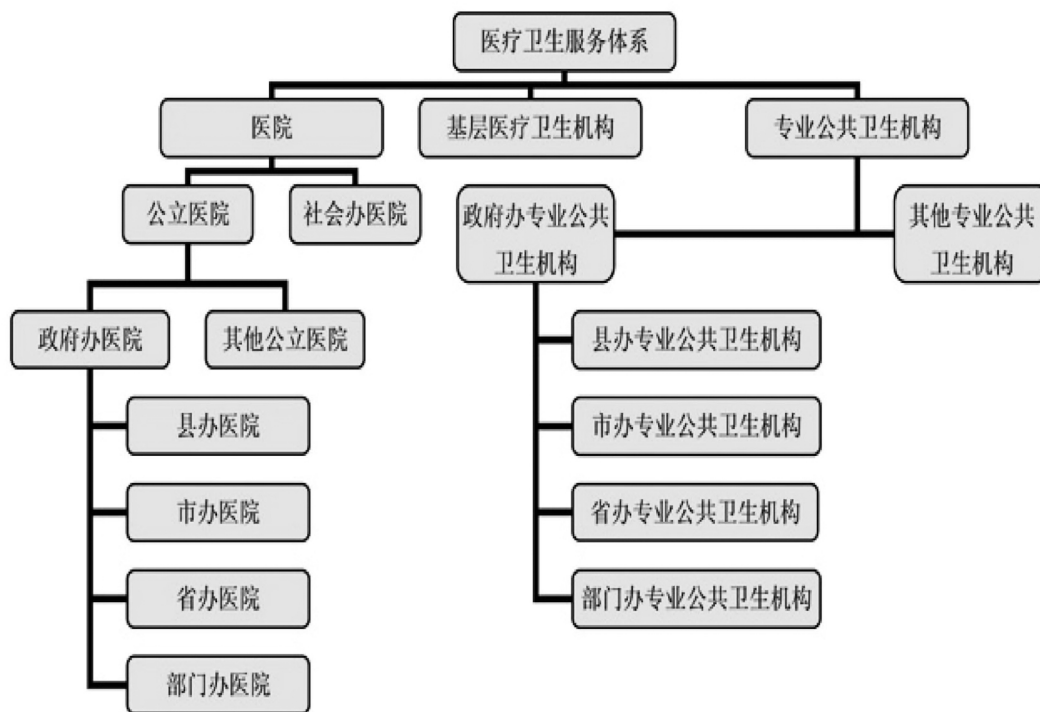 医疗卫生服务体系
医院
基层医疗卫生机构
专业公共卫生机构
公立医院
社会办医院
政府办专业公共
卫生机构
其他专业公共
卫生机构
政府办医院
其他公立医院
县办专业公共卫生机构
县办医院
市办专业公共卫生机构
市办医院
省办专业公共卫生机构
省办医院
部门办专业公共卫生机构
部门办医院